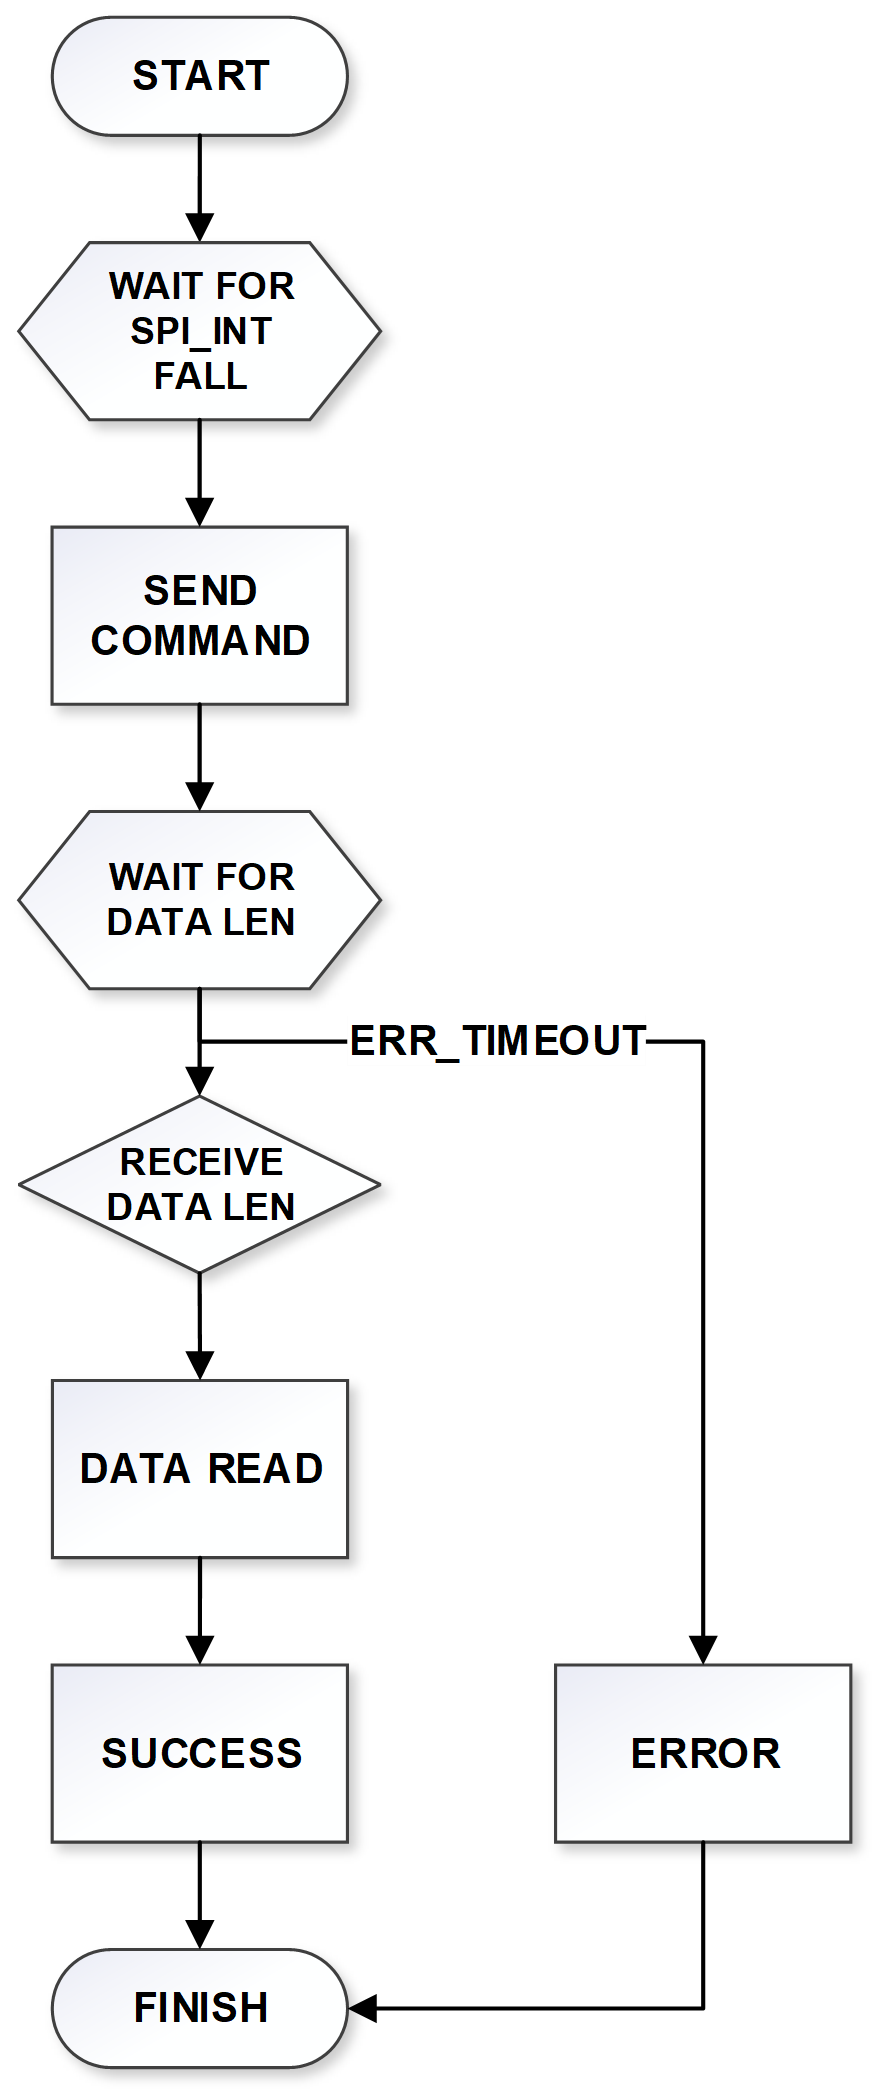 START
WAIT FOR
SPI_INT
FALL
SEND
COMMAND
WAIT FOR
DATA LEN
ERR_TIMEOUT
RECEIVE
DATA LEN
DATA READ
SUCCESS
ERROR
FINISH